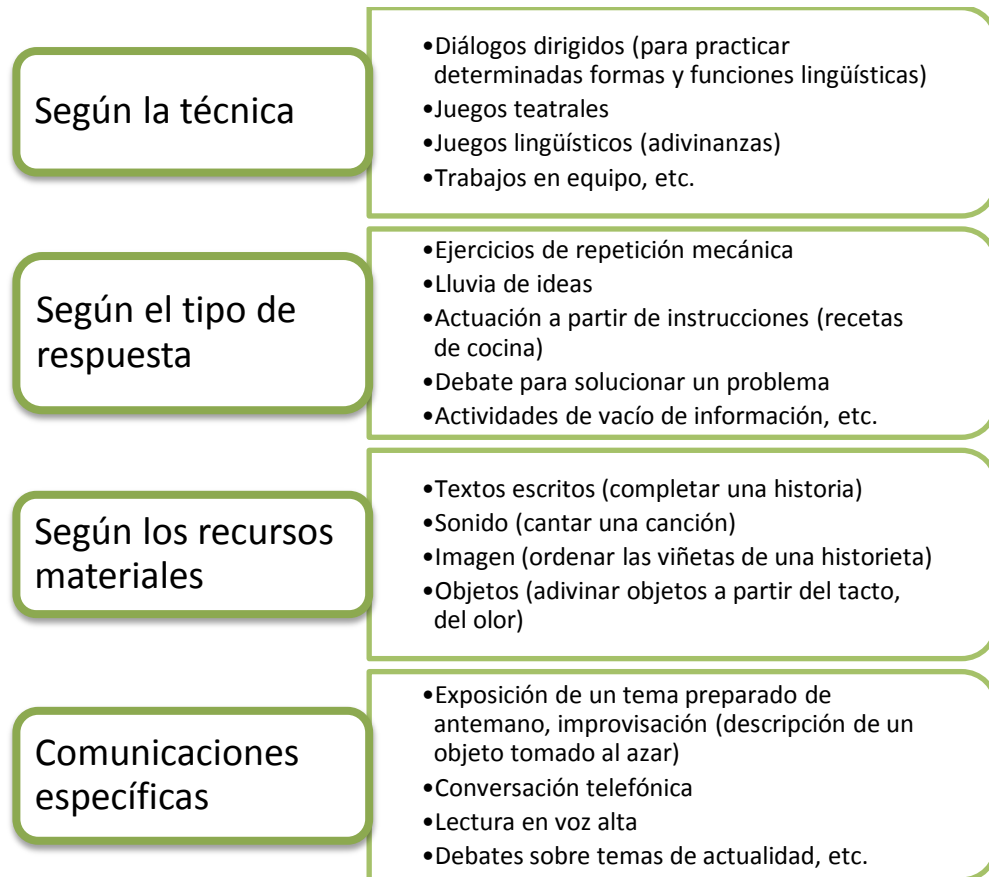 Según la técnica
•Diálogos dirigidos (para practicar
determinadas formas y funciones lingüísticas)
•Juegos teatrales
•Juegos lingüísticos (adivinanzas)
•Trabajos en equipo, etc.
Según el tipo de
respuesta
•Ejercicios de repetición mecánica
•Lluvia de ideas
•Actuación a partir de instrucciones (recetas
de cocina)
•Debate para solucionar un problema
•Actividades de vacío de información, etc.
Según los recursos
materiales
•Textos escritos (completar una historia)
•Sonido (cantar una canción)
•Imagen (ordenar las viñetas de una historieta)
•Objetos (adivinar objetos a partir del tacto,
del olor)
Comunicaciones
específicas
•Exposición de un tema preparado de
antemano, improvisación (descripción de un
objeto tomado al azar)
•Conversación telefónica
•Lectura en voz alta
•Debates sobre temas de actualidad, etc.